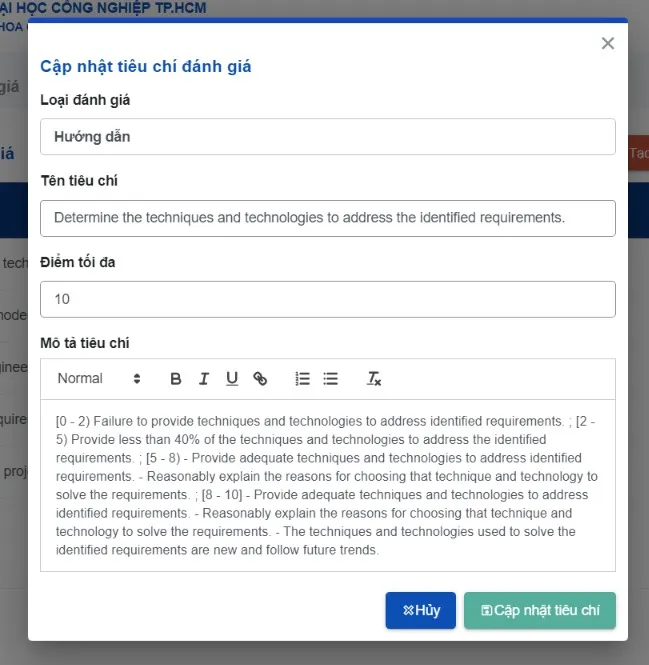 ẠI HỌC CÔNG NGHIỆP TP.HCM
HOA
giá
iá
Tạo
tech
mode
ginee
quire
proj
×
Cập nhật tiêu chí đánh giá
Loại đánh giá
Hướng dẫn
Tên tiêu chí
Determine the techniques and technologies to address the identified requirements.
Điểm tối đa
10
Mô tả tiêu chí
Normal B I U
[0 - 2) Failure to provide techniques and technologies to address identified requirements. ; [2 -
5) Provide less than 40% of the techniques and technologies to address the identified
requirements. ; [5 - 8) - Provide adequate techniques and technologies to address identified
requirements. - Reasonably explain the reasons for choosing that technique and technology to
solve the requirements. ; [8 - 10] - Provide adequate techniques and technologies to address
identified requirements. - Reasonably explain the reasons for choosing that technique and
technology to solve the requirements. - The techniques and technologies used to solve the
identified requirements are new and follow future trends.
Hủy
Cập nhật tiêu chí